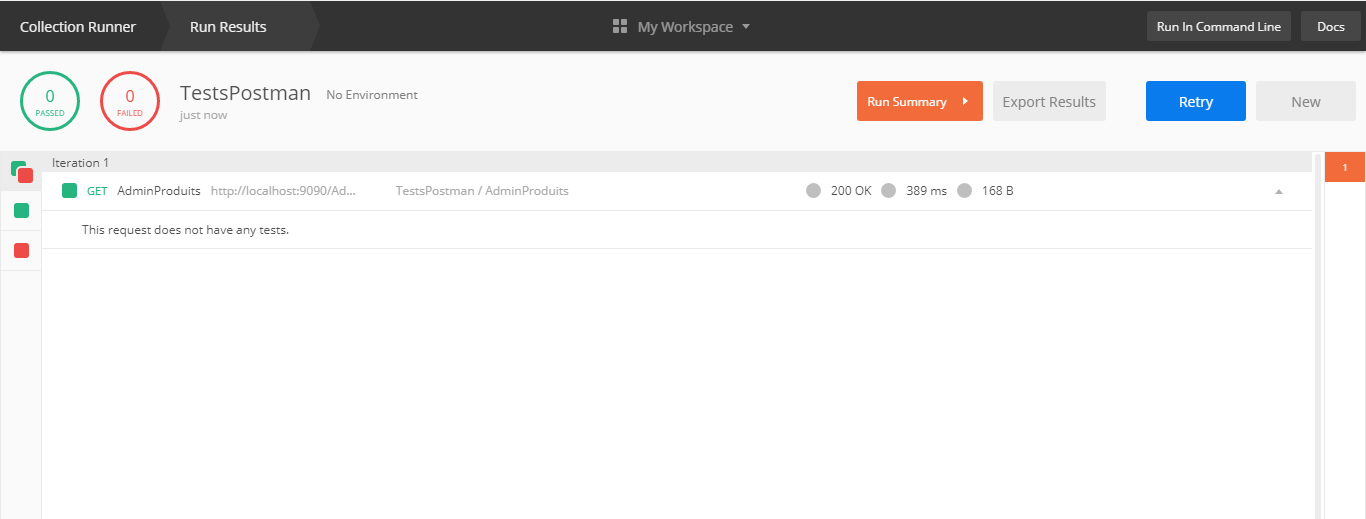 Collection Runner Run Results My Workspace Run In Command Line Docs
0 PASSED 0 FAILED TestsPostman No Environment Run Summary Export Results Retry New
just now
Iteration 1 1
GET AdminProduits http://localhost:9090/Ad... TestsPostman / AdminProduits 200 OK 389 ms 168 B
This request does not have any tests.